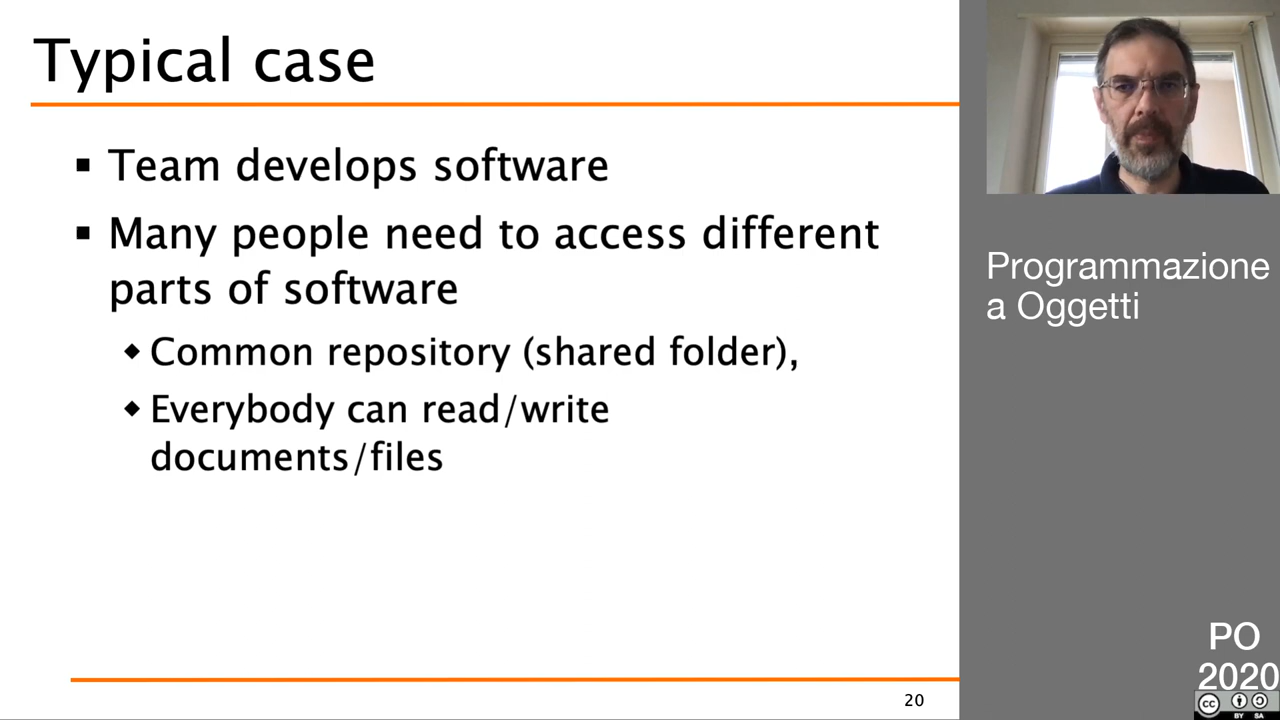 Typical case
▪ Team develops software
▪ Many people need to access different
parts of software
◆ Common repository (shared folder),
◆ Everybody can read/write
documents/files
20
Programmazione
a Oggetti
PO
2020
CC
BY SA